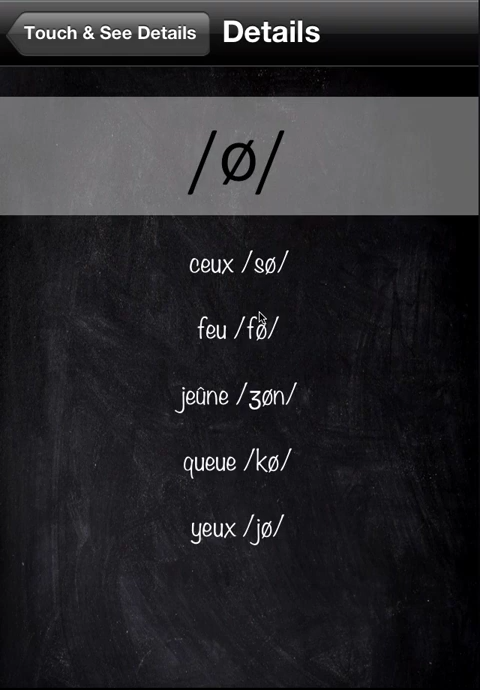 Touch & See Details
Details
/ø/
ceux /sø/
feu /fø/
jeûne /ʒøn/
queue /kø/
yeux /jø/